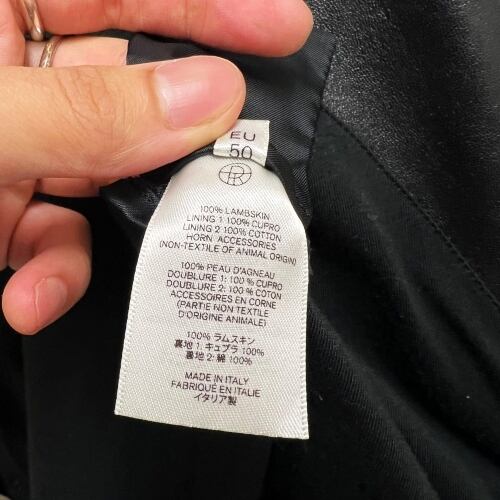 EU
50
100% LAMBSKIN
LINING 1 100% CUPRO
LINING 2 100% COTTON
HORN ACCESSORIES
(NON-TEXTILE OF ANIMAL ORIGIN)
100% PEAU D'AGNEAU
DOUBLURE 1: 100% CUPRO
DOUBLURE 2: 100 % COTON
ACCESSOIRES EN CORNE
(PARTIE NON TEXTILE
D'ORIGINE ANIMALE)
100% ラムスキン
裏地 1. キュプラ 100%
裏地 2: 綿 100%
MADE IN ITALY
FABRIQUÉ EN ITALIE
イタリア製